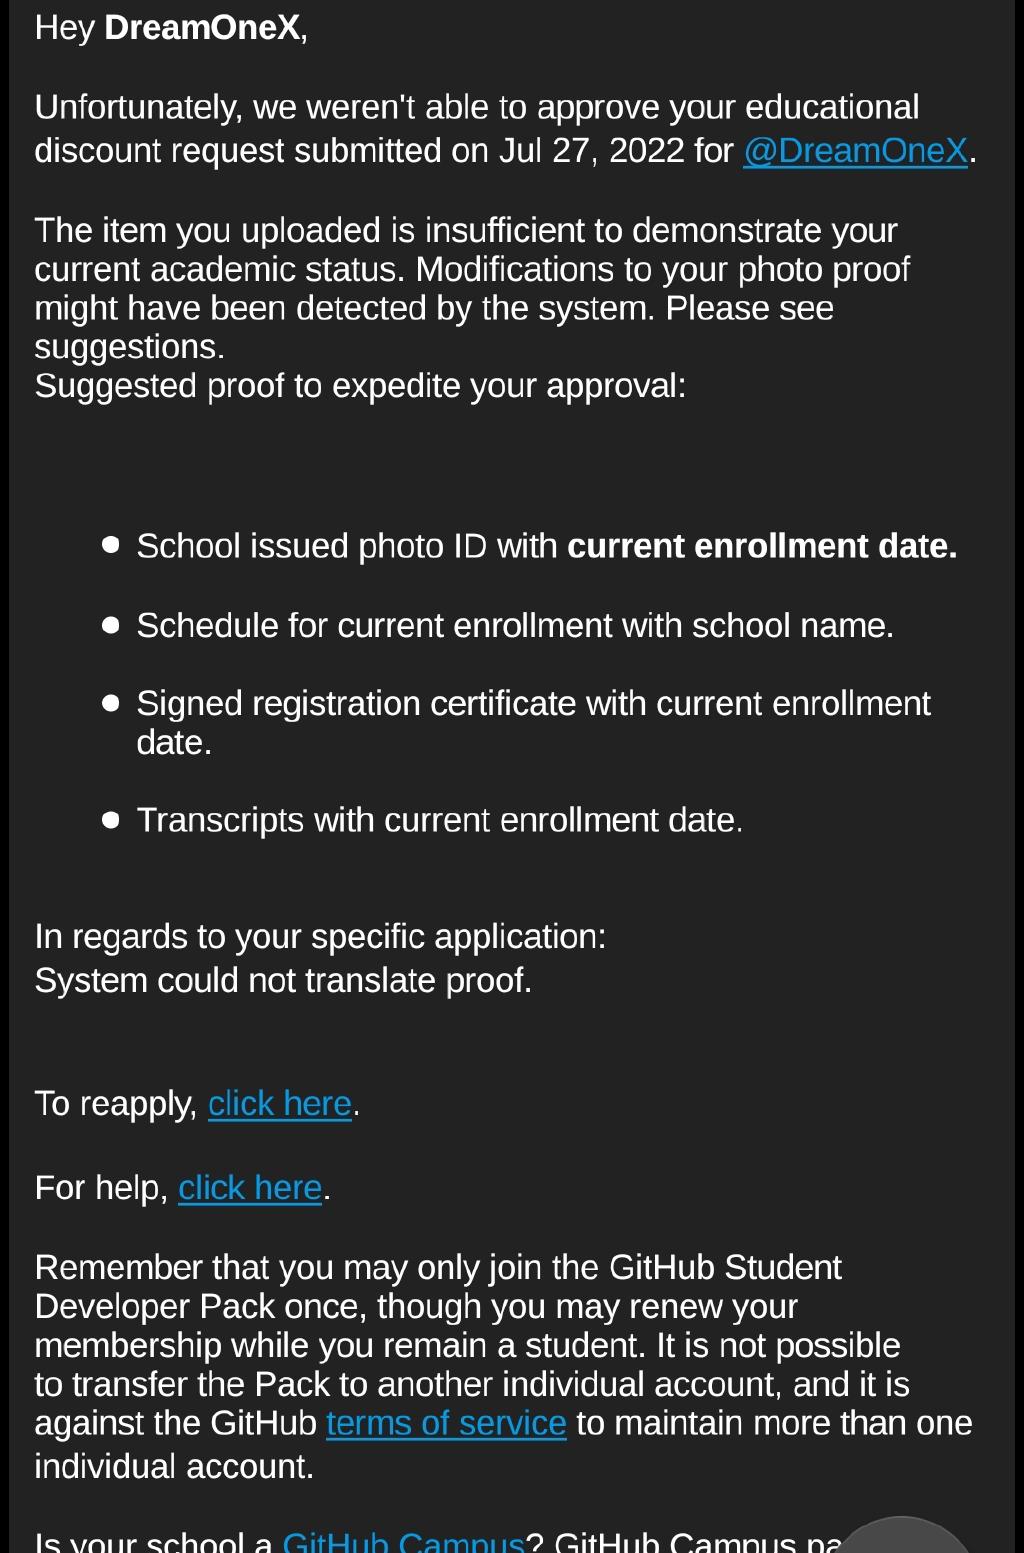 Hey DreamOneX,
Unfortunately, we weren't able to approve your educational
discount request submitted on Jul 27, 2022 for @DreamOneX.
The item you uploaded is insufficient to demonstrate your
current academic status. Modifications to your photo proof
might have been detected by the system. Please see
suggestions.
Suggested proof to expedite your approval:
● School issued photo ID with current enrollment date.
● Schedule for current enrollment with school name.
● Signed registration certificate with current enrollment
date.
● Transcripts with current enrollment date.
In regards to your specific application:
System could not translate proof.
To reapply, click here.
For help, click here.
Remember that you may only join the GitHub Student
Developer Pack once, though you may renew your
membership while you remain a student. It is not possible
to transfer the Pack to another individual account, and it is
against the GitHub terms of service to maintain more than one
individual account.
Is your school a GitHub Campus? GitHub Campus pa